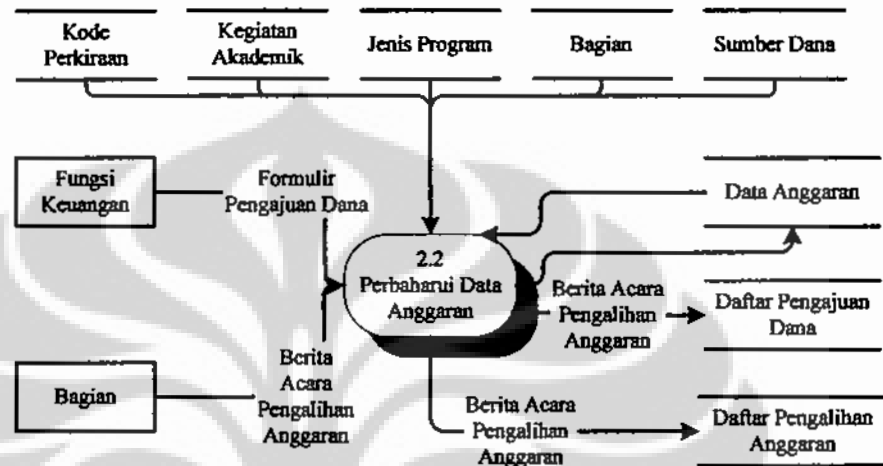 Kode
Perkiraan
Kegiatan
Akademik
Jenis Program
Bagian
Sumber Dana
Fungsi
Keuangan
Formulir
Pengajuan Dana
Data Anggaran
2.2
Perbaharui Data
Anggaran
Berita Acara
Pengalihan
Anggaran
Daftar Pengajuan
Dana
Bagian
Berita
Acara
Pengalihan
Anggaran
Berita Acara
Pengalihan
Anggaran
Daftar Pengalihan
Anggaran